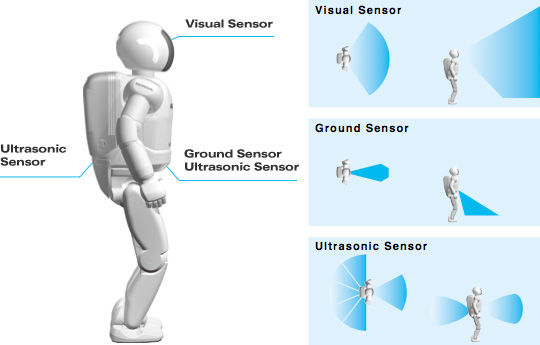 Visual Sensor
Ultrasonic
Sensor
Ground Sensor
Ultrasonic Sensor
Visual Sensor
Ground Sensor
Ultrasonic Sensor